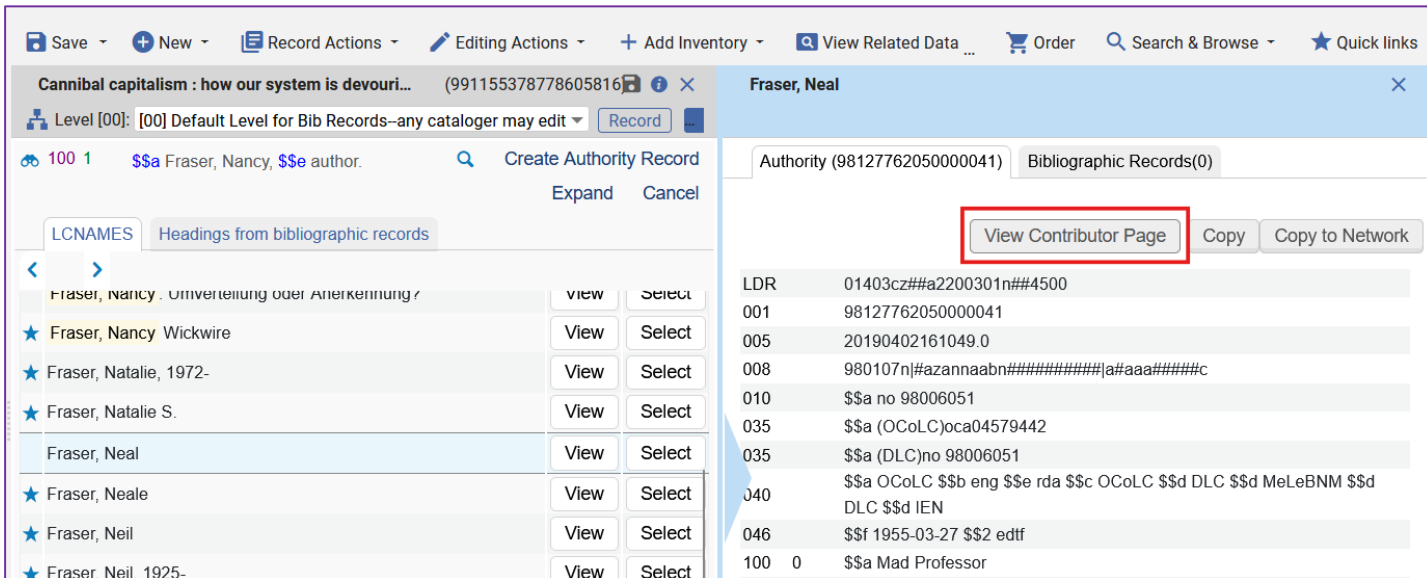 Save New Record Actions Editing Actions Add Inventory View Related Data ... Order Search & Browse Quick links
Cannibal capitalism : how our system is devouri... (991155378778605816)
Level [00]: [00] Default Level for Bib Records--any cataloger may edit Record ...
100 1 $$a Fraser, Nancy, $$e author. Create Authority Record
Expand Cancel
LCNAMES Headings from bibliographic records
Fraser, Nancy. Umverteilung oder Anerkennung? View Select
Fraser, Nancy Wickwire View Select
Fraser, Natalie, 1972- View Select
Fraser, Natalie S. View Select
Fraser, Neal View Select
Fraser, Neale View Select
Fraser, Neil View Select
Fraser, Neil, 1925- View Select
Fraser, Neal
Authority (98127762050000041) Bibliographic Records(0)
View Contributor Page Copy Copy to Network
LDR 01403cz##a2200301n##4500
001 98127762050000041
005 20190402161049.0
008 980107n|#azannaabn##########|a#aaa#####c
010 $$a no 98006051
035 $$a (OCoLC)oca04579442
035 $$a (DLC)no 98006051
040 $$a OCoLC $$b eng $$e rda $$c OCoLC $$d DLC $$d MeLeBNM $$d
DLC $$d IEN
046 $$f 1955-03-27 $$2 edtf
100 0 $$a Mad Professor